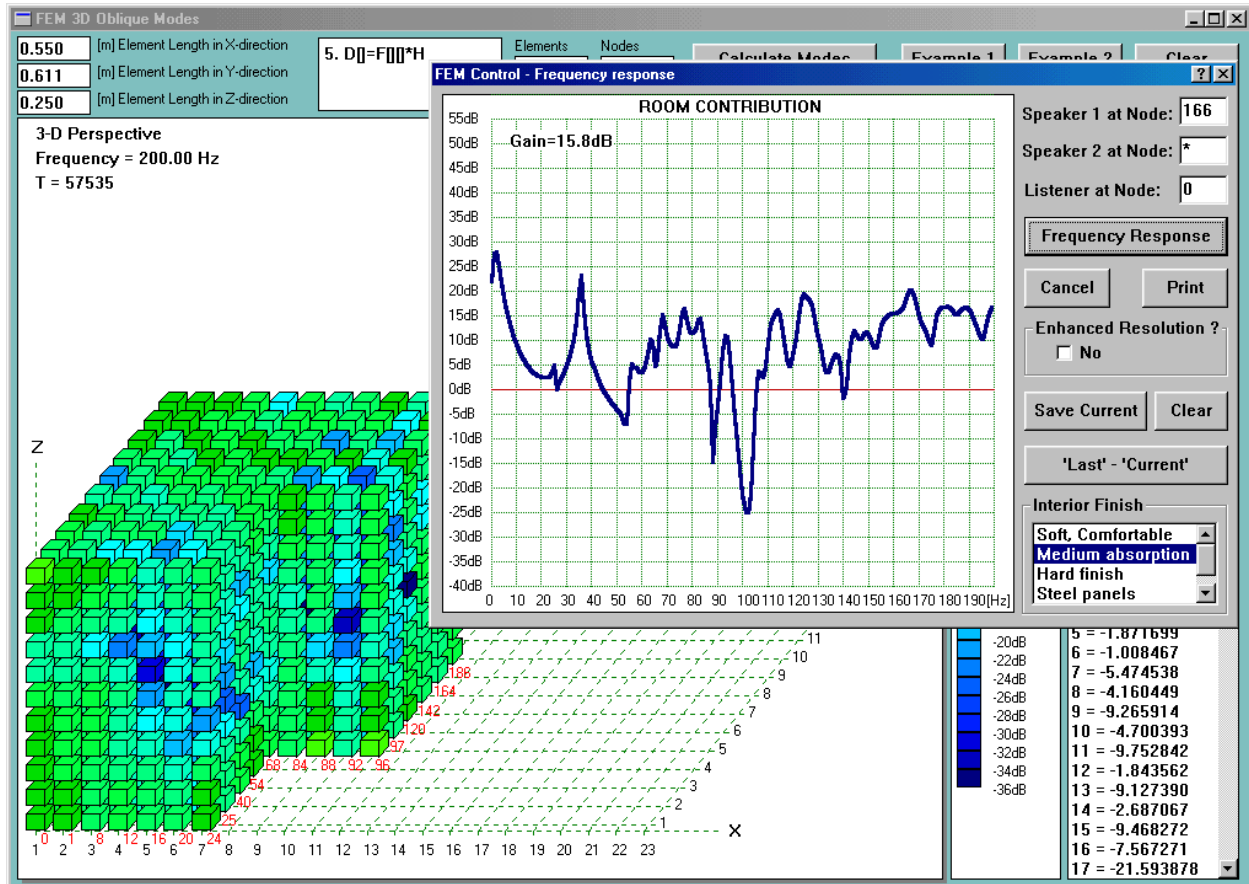 FEM 3D Oblique Modes
0.550 [m] Element Length in X-direction
0.611 [m] Element Length in Y-direction
0.250 [m] Element Length in Z-direction
5. D[]=F[][]*H
Elements Nodes
Calculate Modes Example 1 Example 2 Clear
3-D Perspective
Frequency = 200.00 Hz
T = 57535
FEM Control - Frequency response
ROOM CONTRIBUTION
Gain=15.8dB
55dB
50dB
45dB
40dB
35dB
30dB
25dB
20dB
15dB
10dB
5dB
0dB
-5dB
-10dB
-15dB
-20dB
-25dB
-30dB
-35dB
-40dB
0 10 20 30 40 50 60 70 80 90 100 110 120 130 140 150 160 170 180 190[Hz]
Speaker 1 at Node: 166
Speaker 2 at Node: *
Listener at Node: 0
Frequency Response
Cancel Print
Enhanced Resolution ?
No
Save Current Clear
'Last' - 'Current'
Interior Finish
Soft, Comfortable
Medium absorption
Hard finish
Steel panels
Z
X
11
10
9
8
7
6
5
4
3
2
1
188
164
142
120
97
68 84 88 92 96
54
40
25
0 1 8 12 16 20 24
1 2 3 4 5 6 7 8 9 10 11 12 13 14 15 16 17 18 19 20 21 22 23
-20dB
-22dB
-24dB
-26dB
-28dB
-30dB
-32dB
-34dB
-36dB
5 = -1.871699
6 = -1.008467
7 = -5.474538
8 = -4.160449
9 = -9.265914
10 = -4.700393
11 = -9.752842
12 = -1.843562
13 = -9.127390
14 = -2.687067
15 = -9.468272
16 = -7.567271
17 = -21.593878